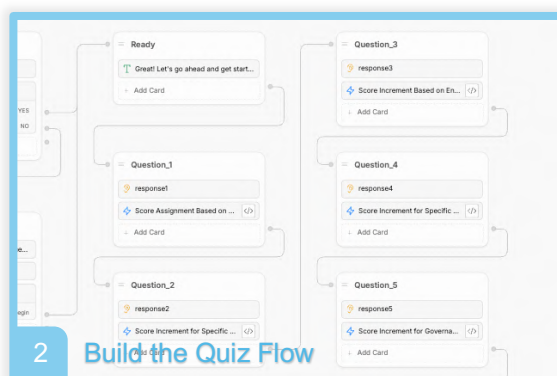 Ready
Great! Let's go ahead and get start...
+ Add Card
YES
NO
Question_1
response1
Score Assignment Based on ...
+ Add Card
e...
egin
Question_2
response2
Score Increment for Specific ...
+ Add Card
Question_3
response3
Score Increment Based on En...
+ Add Card
Question_4
response4
Score Increment for Specific ...
+ Add Card
Question_5
response5
Score Increment for Governa...
+ Add Card
2
Build the Quiz Flow